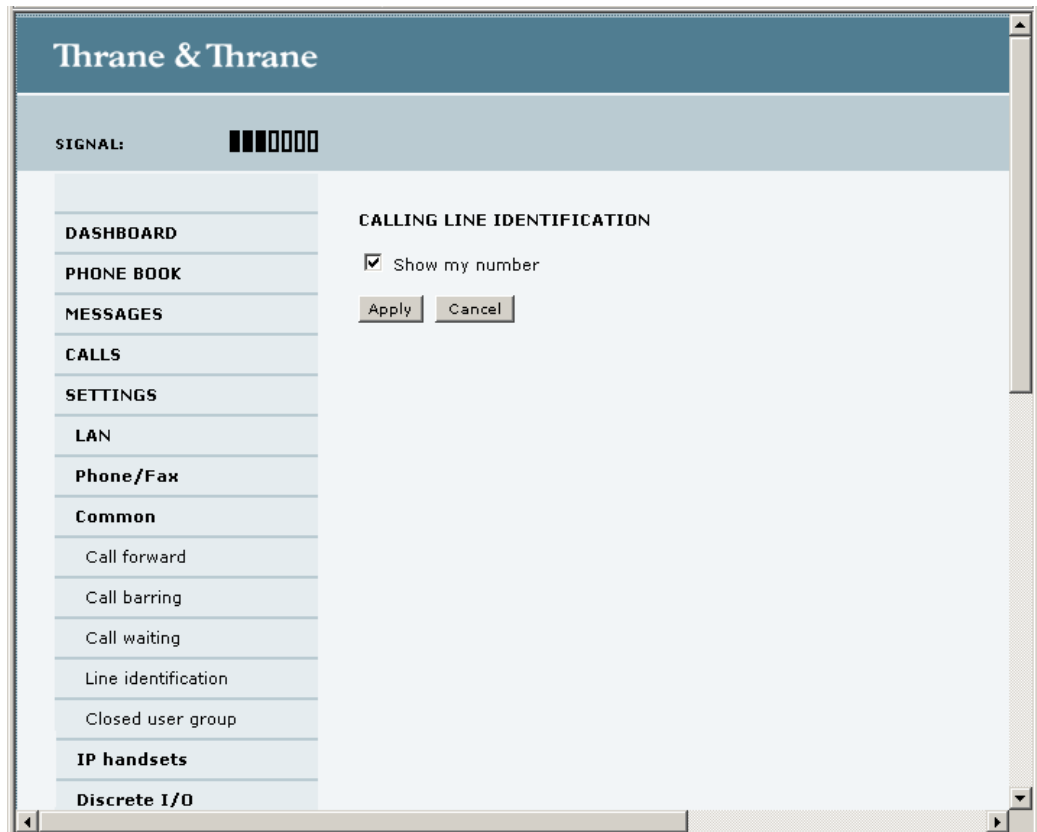 Thrane & Thrane
SIGNAL:
DASHBOARD
PHONE BOOK
MESSAGES
CALLS
SETTINGS
LAN
Phone/Fax
Common
Call forward
Call barring
Call waiting
Line identification
Closed user group
IP handsets
Discrete I/O
CALLING LINE IDENTIFICATION
Show my number
Apply Cancel